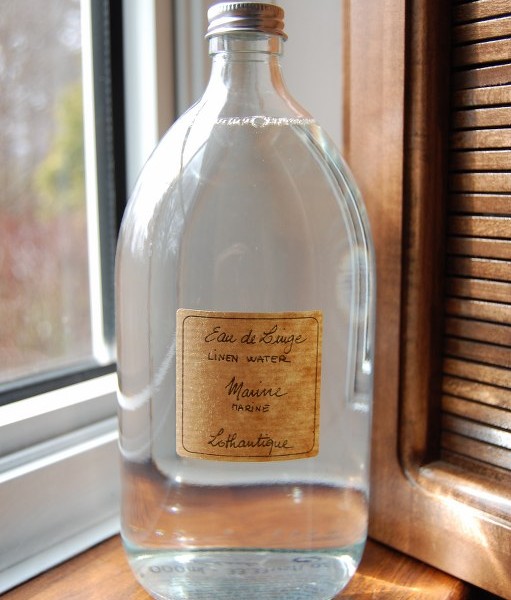 Eau de Linge
LINEN WATER
Marine
MARINE
Lothantique